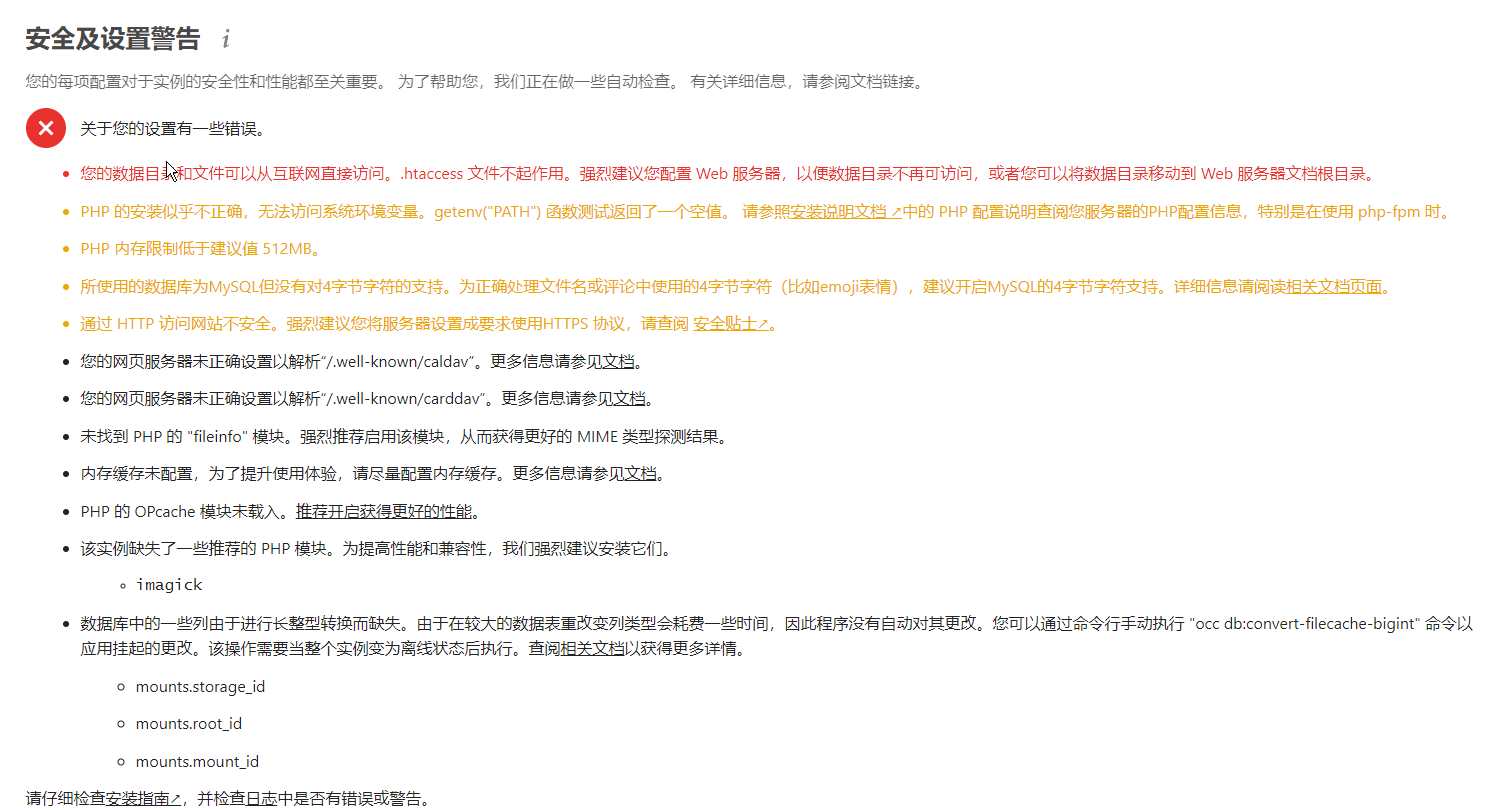 安全及设置警告 i
您的每项配置对于实例的安全性和性能都至关重要。 为了帮助您，我们正在做一些自动检查。 有关详细信息，请参阅文档链接。
关于您的设置有一些错误。
您的数据目录和文件可以从互联网直接访问。.htaccess 文件不起作用。强烈建议您配置 Web 服务器，以便数据目录不再可访问，或者您可以将数据目录移动到 Web 服务器文档根目录。
PHP 的安装似乎不正确，无法访问系统环境变量。getenv("PATH") 函数测试返回了一个空值。 请参照安装说明文档 ↗中的 PHP 配置说明查阅您服务器的PHP配置信息，特别是在使用 php-fpm 时。
PHP 内存限制低于建议值 512MB。
所使用的数据库为MySQL但没有对4字节字符的支持。为正确处理文件名或评论中使用的4字节字符（比如emoji表情），建议开启MySQL的4字节字符支持。详细信息请阅读相关文档页面。
通过 HTTP 访问网站不安全。强烈建议您将服务器设置成要求使用HTTPS 协议，请查阅 安全贴士↗。
您的网页服务器未正确设置以解析“/.well-known/caldav”。更多信息请参见文档。
您的网页服务器未正确设置以解析“/.well-known/carddav”。更多信息请参见文档。
未找到 PHP 的 "fileinfo" 模块。强烈推荐启用该模块，从而获得更好的 MIME 类型探测结果。
内存缓存未配置，为了提升使用体验，请尽量配置内存缓存。更多信息请参见文档。
PHP 的 OPcache 模块未载入。推荐开启获得更好的性能。
该实例缺失了一些推荐的 PHP 模块。为提高性能和兼容性，我们强烈建议安装它们。
imagick
数据库中的一些列由于进行长整型转换而缺失。由于在较大的数据表重改变列类型会耗费一些时间，因此程序没有自动对其更改。您可以通过命令行手动执行 "occ db:convert-filecache-bigint" 命令以
应用挂起的更改。该操作需要当整个实例变为离线状态后执行。查阅相关文档以获得更多详情。
mounts.storage_id
mounts.root_id
mounts.mount_id
请仔细检查安装指南↗，并检查日志中是否有错误或警告。